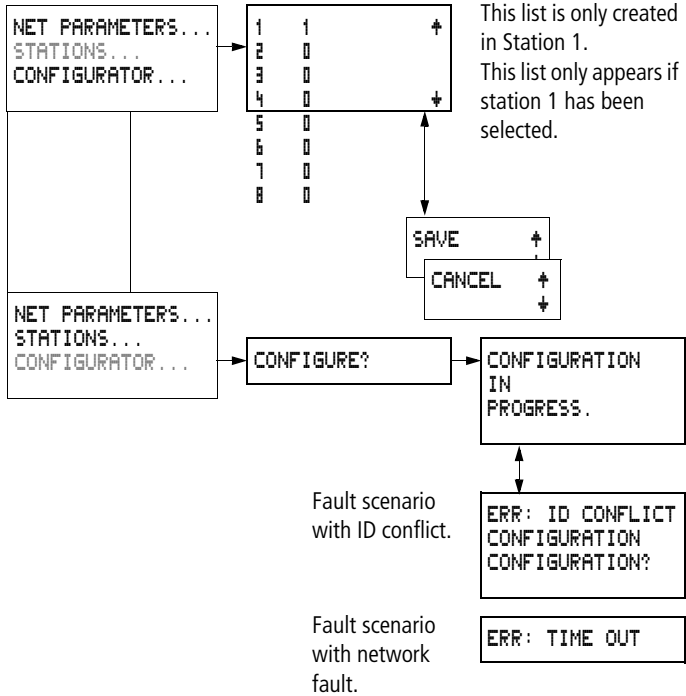 NET PARAMETERS...
STATIONS...
CONFIGURATOR...
1 1
2 0
3 0
4 0
5 0
6 0
7 0
8 0
This list is only created
in Station 1.
This list only appears if
station 1 has been
selected.
SAVE
CANCEL
NET PARAMETERS...
STATIONS...
CONFIGURATOR...
CONFIGURE?
CONFIGURATION
IN
PROGRESS.
Fault scenario
with ID conflict.
ERR: ID CONFLICT
CONFIGURATION
CONFIGURATION?
Fault scenario
with network
fault.
ERR: TIME OUT